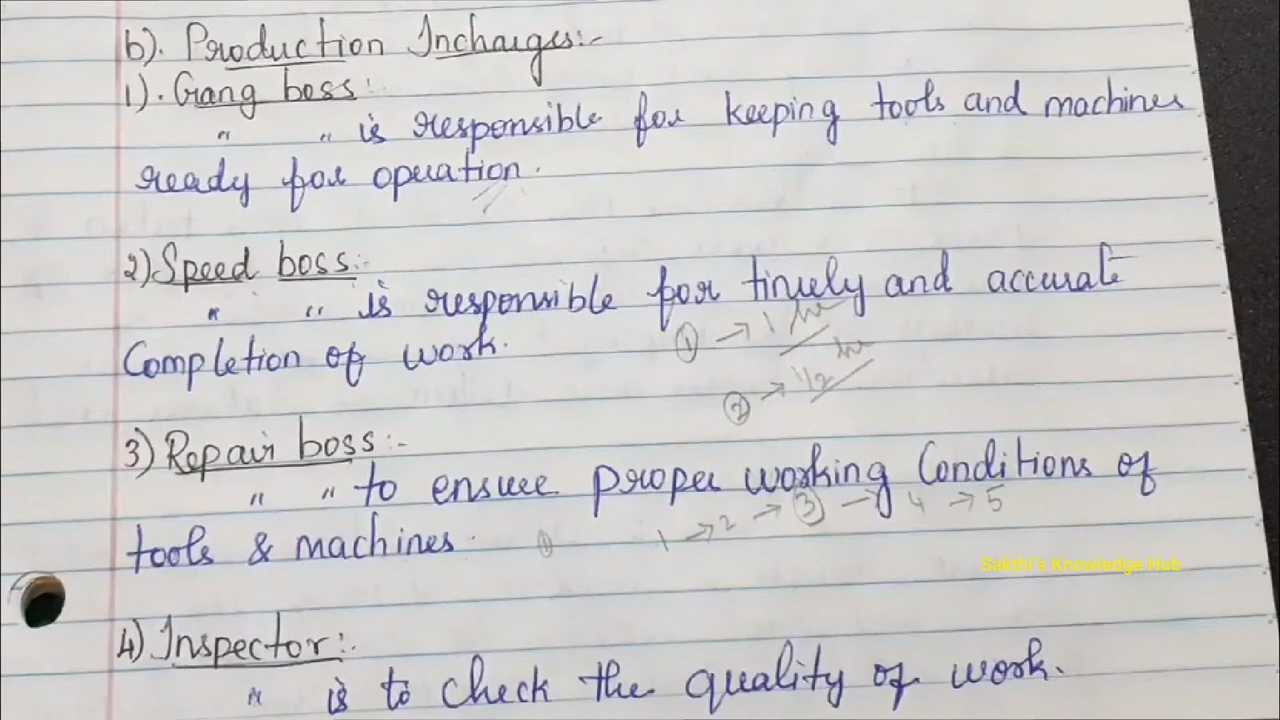 b). Production Incharges:-
1). Gang boss:
" " is responsible for keeping tools and machines
ready for operation.
2) Speed boss:-
" " is responsible for timely and accurate
Completion of work.
① → 1 hr
② → 1/2 hr
3) Repair boss:-
" " to ensure proper working Conditions of
1 → 2 → ③ → 4 → 5
tools & machines.
Sakthi's Knowledge Hub
4) Inspector:-
" is to check the quality of work.